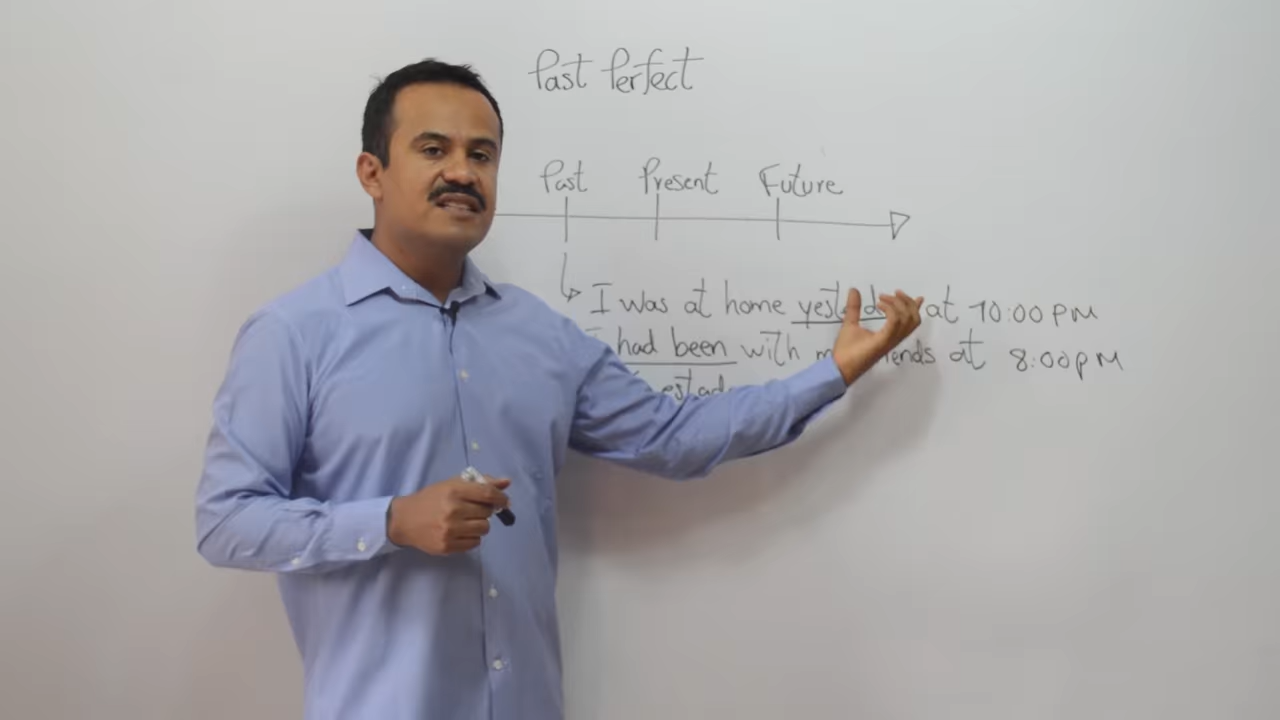 Past Perfect
Past Present Future
I was at home at 10:00 PM
had been with at 8:00 PM